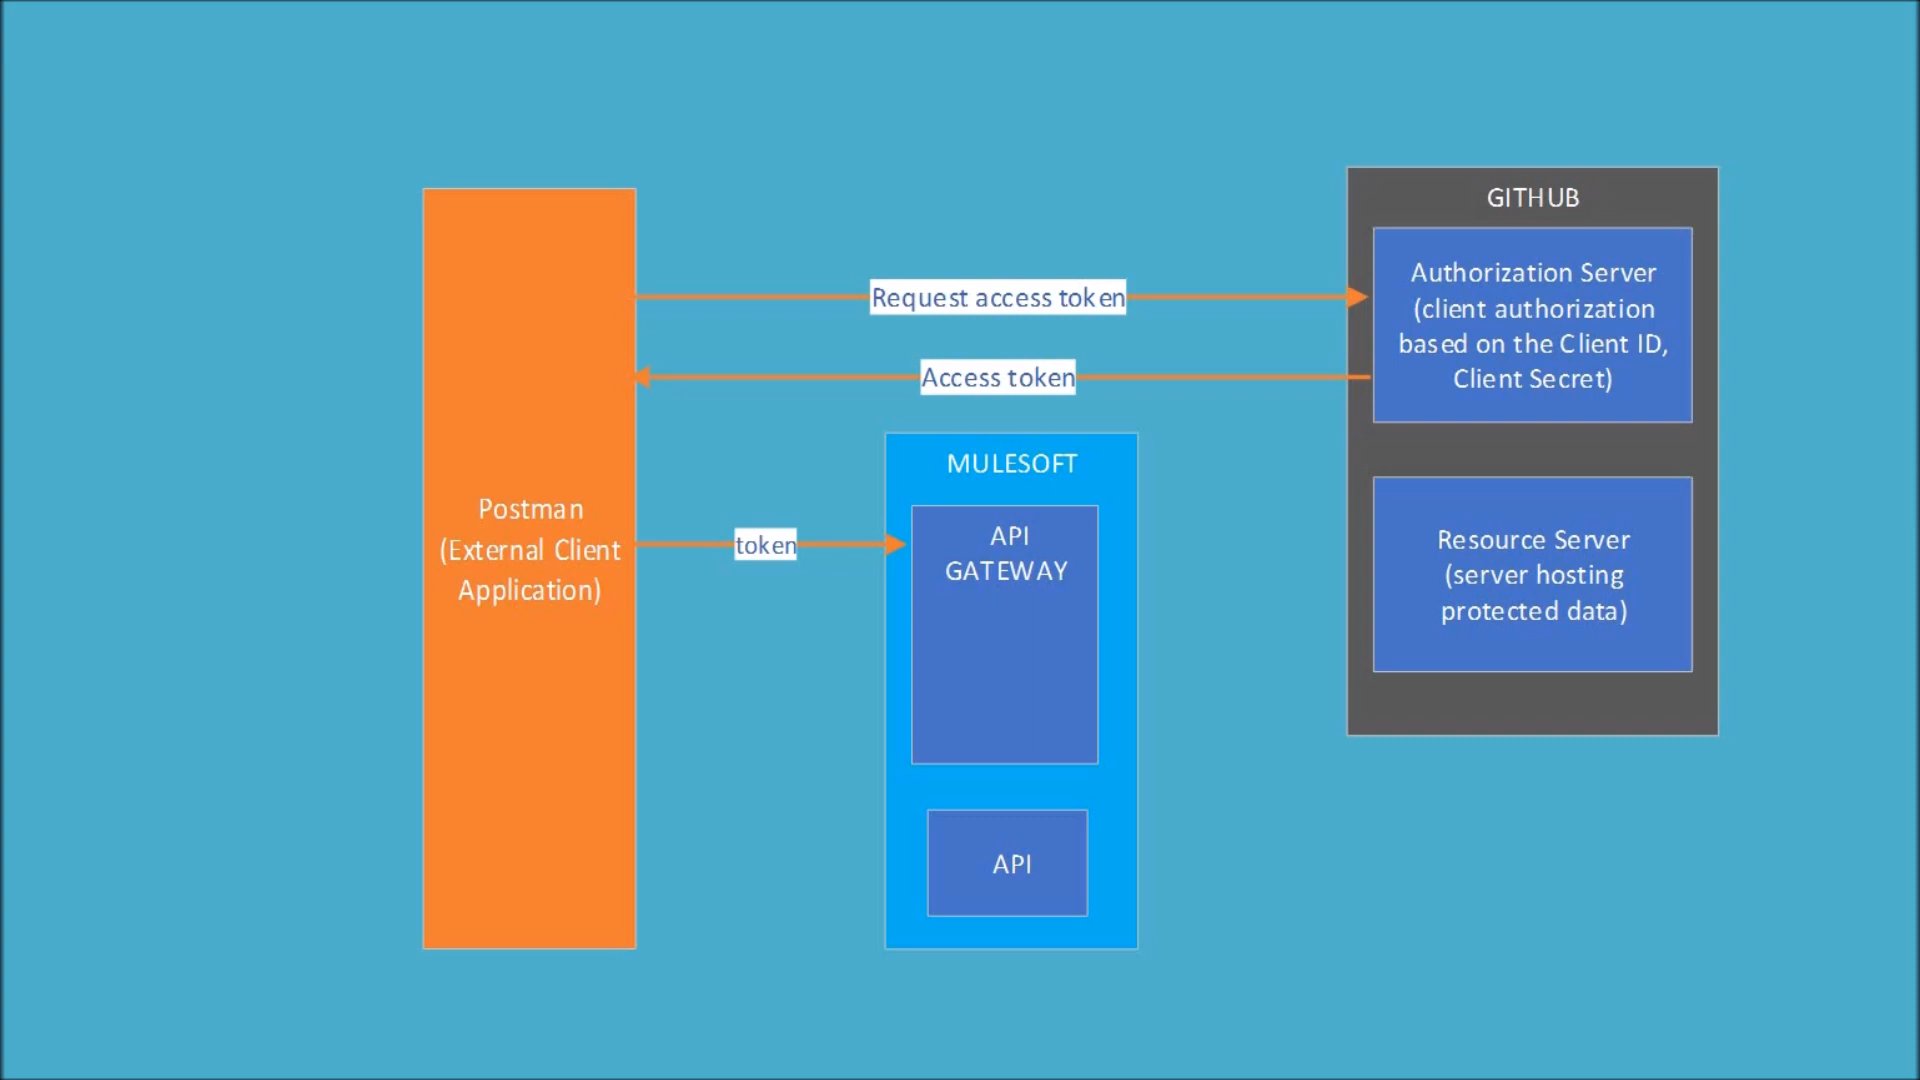 GITHUB
Authorization Server
(client authorization
based on the Client ID,
Client Secret)
Request access token
Access token
MULESOFT
Postman
(External Client
Application)
token
API
GATEWAY
Resource Server
(server hosting
protected data)
API